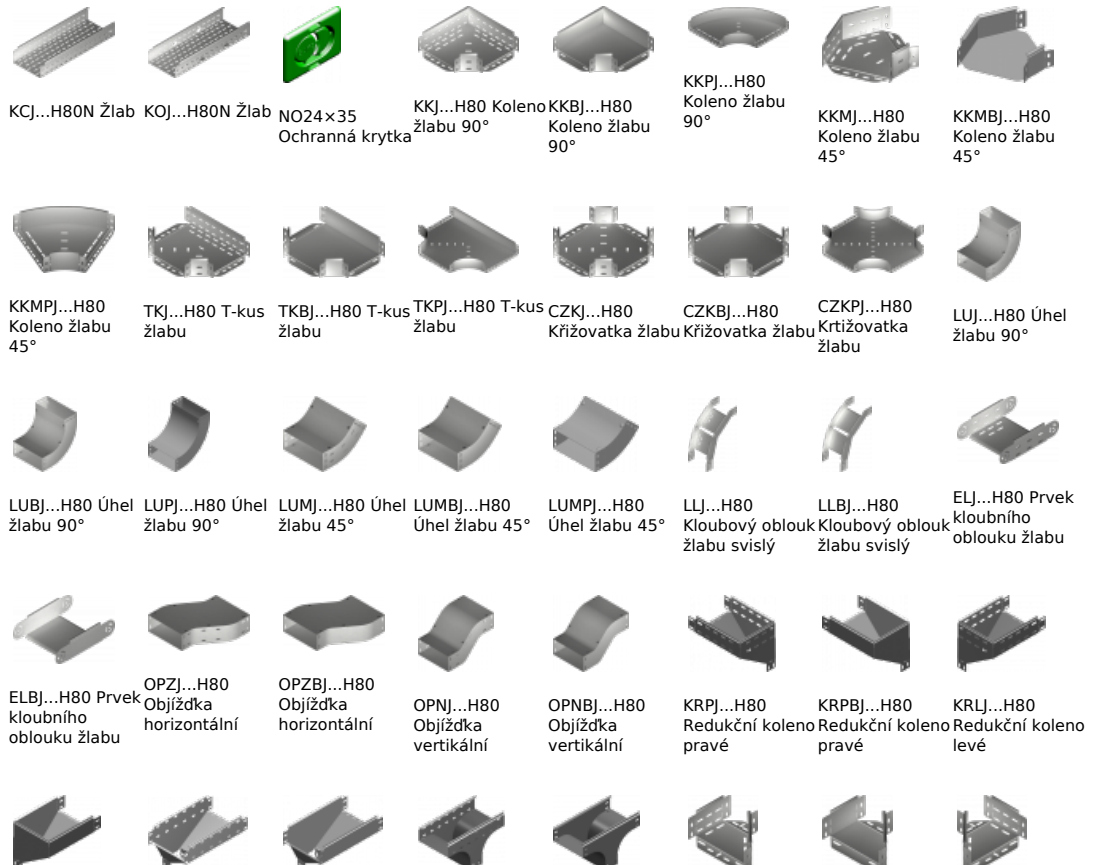 KCJ...H80N Žlab
KOJ...H80N Žlab
NO24×35
Ochranná krytka
KKJ...H80 Koleno
žlabu 90°
KKBJ...H80
Koleno žlabu
90°
KKPJ...H80
Koleno žlabu
90°
KKMJ...H80
Koleno žlabu
45°
KKMBJ...H80
Koleno žlabu
45°
KKMPJ...H80
Koleno žlabu
45°
TKJ...H80 T-kus
žlabu
TKBJ...H80 T-kus
žlabu
TKPJ...H80 T-kus
žlabu
CZKJ...H80
Křižovatka žlabu
CZKBJ...H80
Křižovatka žlabu
CZKPJ...H80
Krtižovatka
žlabu
LUJ...H80 Úhel
žlabu 90°
LUBJ...H80 Úhel
žlabu 90°
LUPJ...H80 Úhel
žlabu 90°
LUMJ...H80 Úhel
žlabu 45°
LUMBJ...H80
Úhel žlabu 45°
LUMPJ...H80
Úhel žlabu 45°
LLJ...H80
Kloubový oblouk
žlabu svislý
LLBJ...H80
Kloubový oblouk
žlabu svislý
ELJ...H80 Prvek
kloubního
oblouku žlabu
ELBJ...H80 Prvek
kloubního
oblouku žlabu
OPZJ...H80
Objížďka
horizontální
OPZBJ...H80
Objížďka
horizontální
OPNJ...H80
Objížďka
vertikální
OPNBJ...H80
Objížďka
vertikální
KRPJ...H80
Redukční koleno
pravé
KRPBJ...H80
Redukční koleno
pravé
KRLJ...H80
Redukční koleno
levé